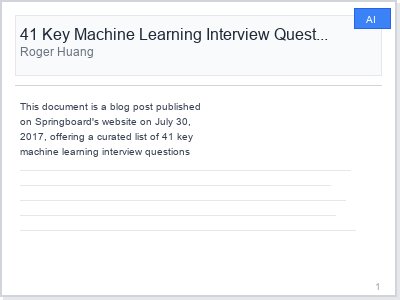 AI
41 Key Machine Learning Interview Quest...
Roger Huang
This document is a blog post published
on Springboard's website on July 30,
2017, offering a curated list of 41 key
machine learning interview questions
1